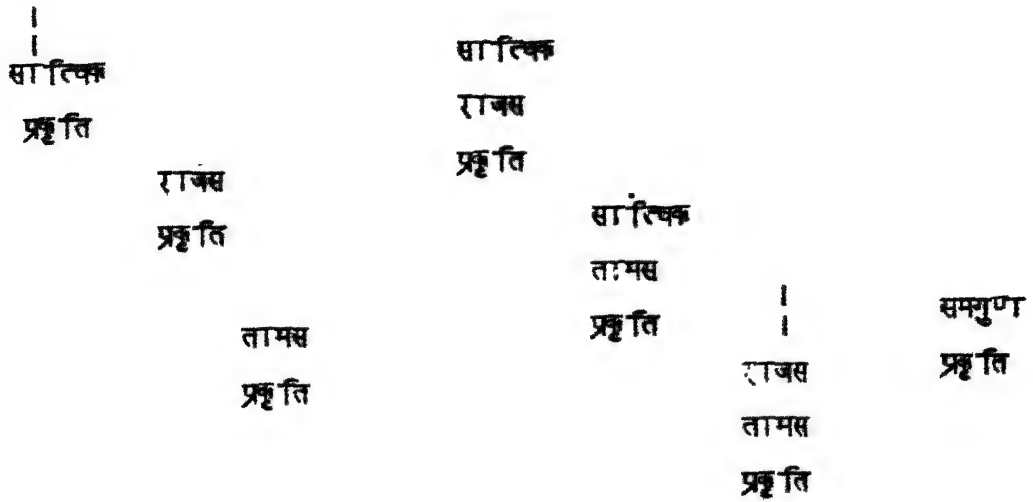 सात्विक
प्रकृति
राजस
प्रकृति
तामस
प्रकृति
सात्विक
राजस
प्रकृति
सात्विक
तामस
प्रकृति
राजस
तामस
प्रकृति
समगुण
प्रकृति